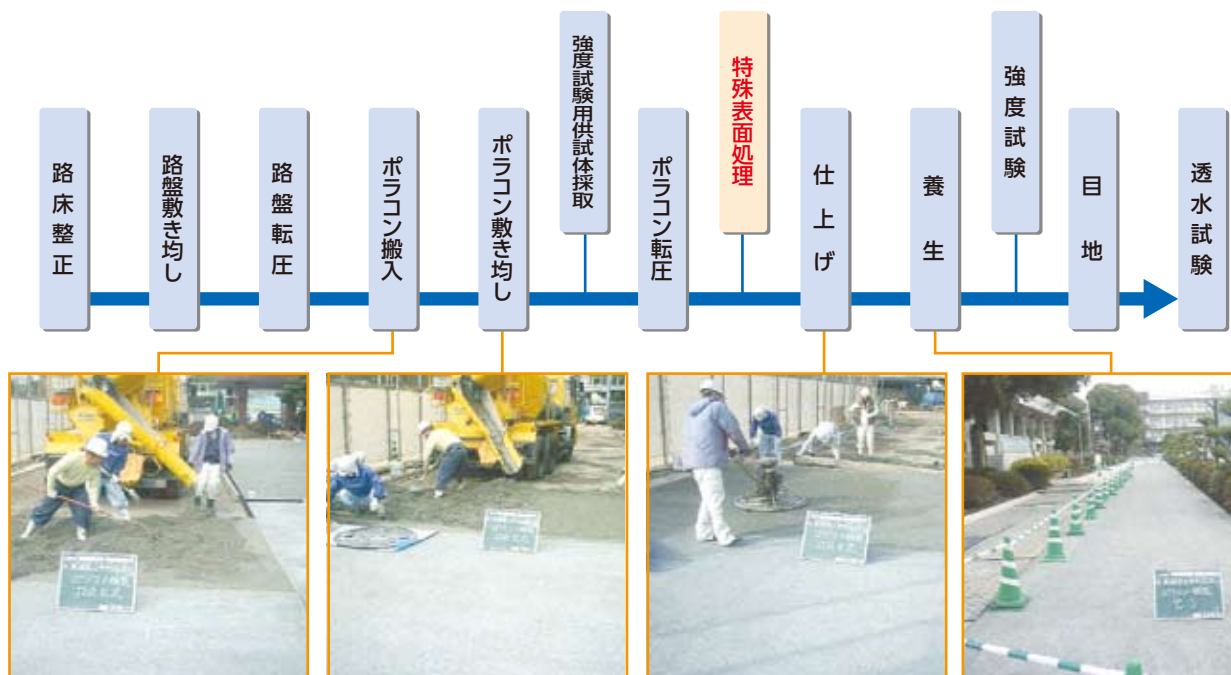 路床整正
路盤敷き均し
路盤転圧
ポラコン搬入
ポラコン敷き均し
強度試験用供試体採取
ポラコン転圧
特殊表面処理
仕上げ
養生
強度試験
目地
透水試験